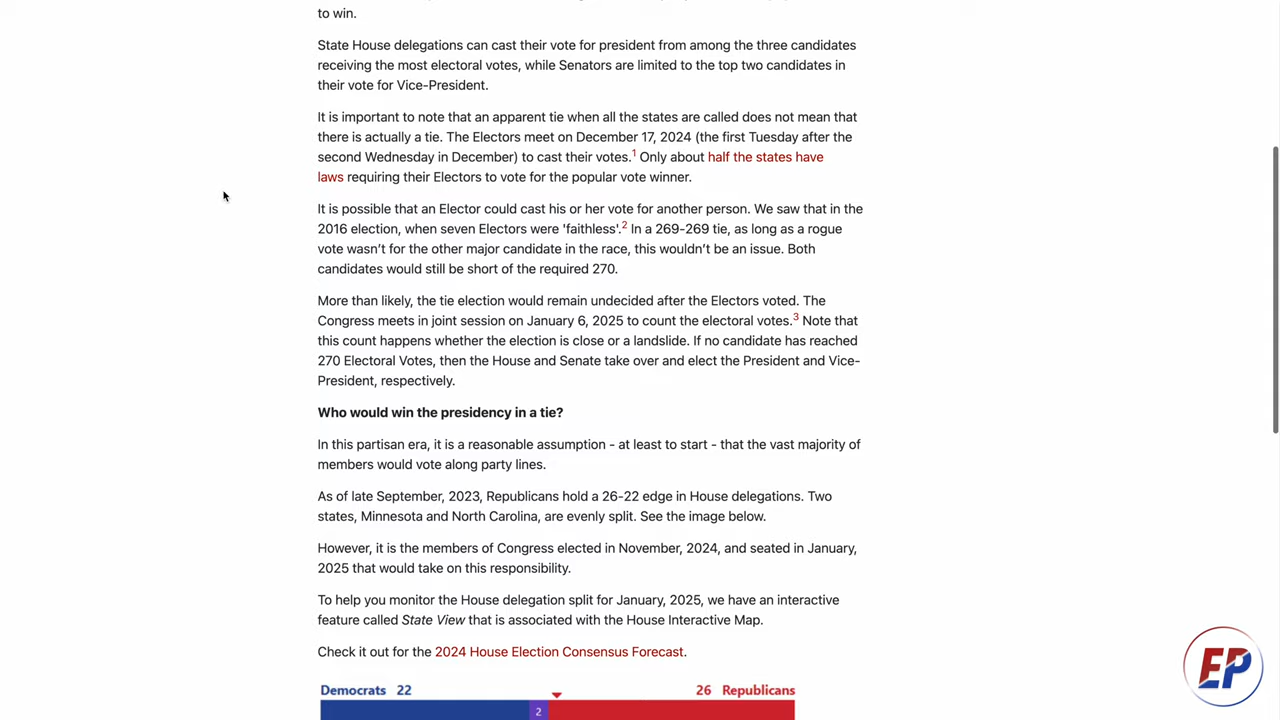 to win.
State House delegations can cast their vote for president from among the three candidates
receiving the most electoral votes, while Senators are limited to the top two candidates in
their vote for Vice-President.
It is important to note that an apparent tie when all the states are called does not mean that
there is actually a tie. The Electors meet on December 17, 2024 (the first Tuesday after the
second Wednesday in December) to cast their votes.1 Only about half the states have
laws requiring their Electors to vote for the popular vote winner.
It is possible that an Elector could cast his or her vote for another person. We saw that in the
2016 election, when seven Electors were 'faithless'.2 In a 269-269 tie, as long as a rogue
vote wasn't for the other major candidate in the race, this wouldn't be an issue. Both
candidates would still be short of the required 270.
More than likely, the tie election would remain undecided after the Electors voted. The
Congress meets in joint session on January 6, 2025 to count the electoral votes.3 Note that
this count happens whether the election is close or a landslide. If no candidate has reached
270 Electoral Votes, then the House and Senate take over and elect the President and Vice-
President, respectively.
Who would win the presidency in a tie?
In this partisan era, it is a reasonable assumption - at least to start - that the vast majority of
members would vote along party lines.
As of late September, 2023, Republicans hold a 26-22 edge in House delegations. Two
states, Minnesota and North Carolina, are evenly split. See the image below.
However, it is the members of Congress elected in November, 2024, and seated in January,
2025 that would take on this responsibility.
To help you monitor the House delegation split for January, 2025, we have an interactive
feature called State View that is associated with the House Interactive Map.
Check it out for the 2024 House Election Consensus Forecast.
EP
Democrats 22 26 Republicans
2